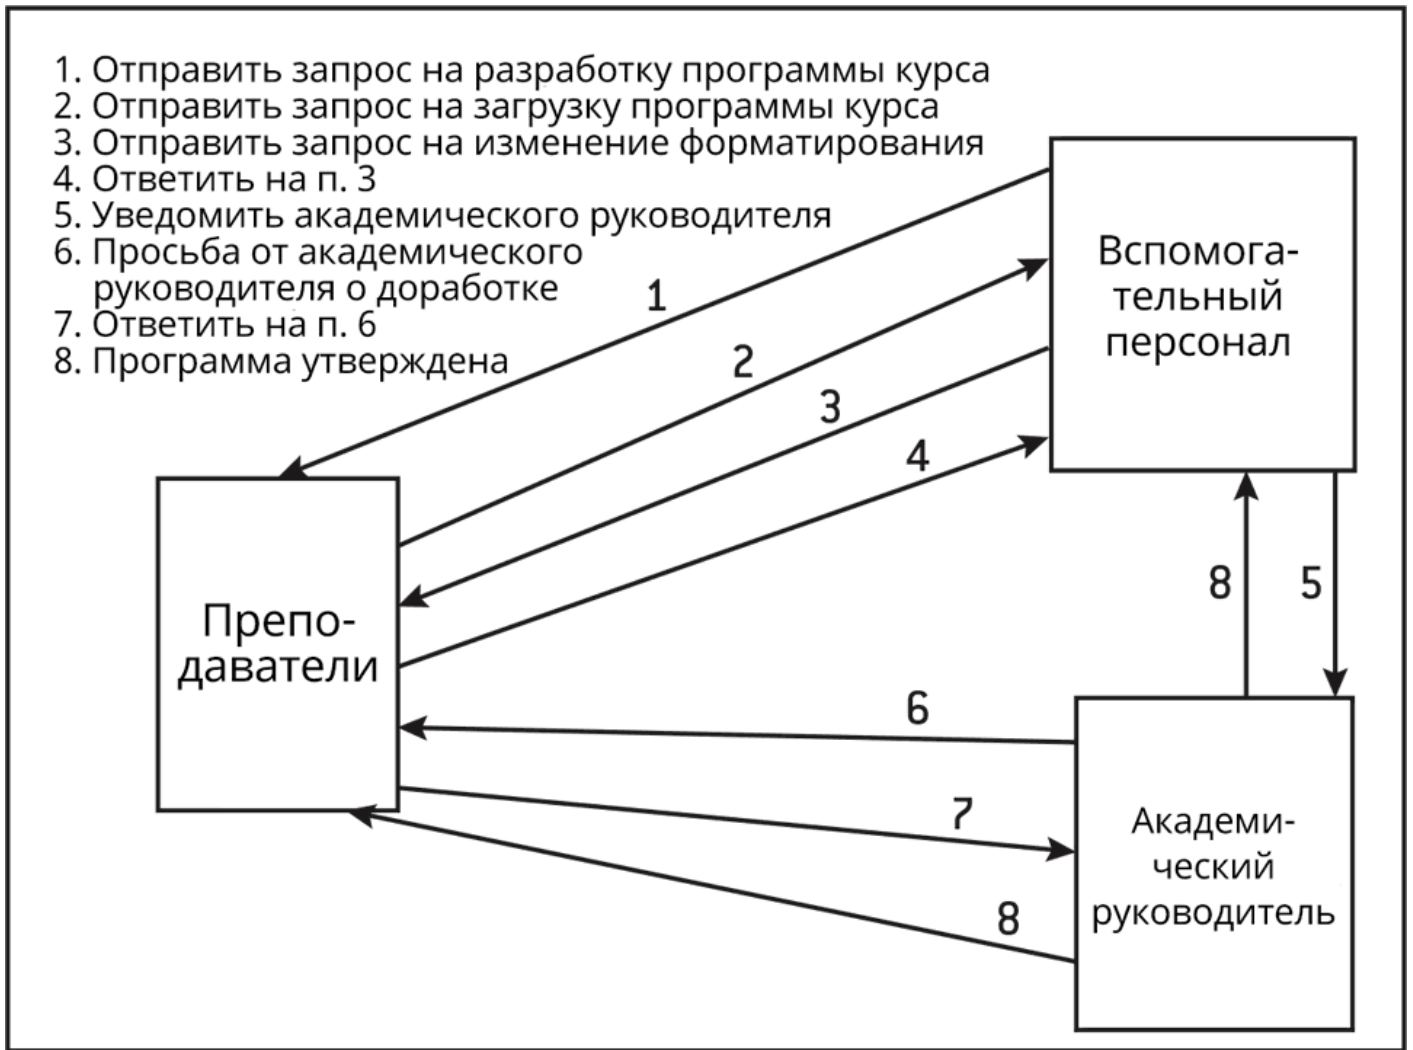 1. Отправить запрос на разработку программы курса
2. Отправить запрос на загрузку программы курса
3. Отправить запрос на изменение форматирования
4. Ответить на п. 3
5. Уведомить академического руководителя
6. Просьба от академического
руководителя о доработке
7. Ответить на п. 6
8. Программа утверждена
Вспомога-
тельный
персонал
1
2
3
4
Препо-
даватели
8
5
6
7
8
Академи-
ческий
руководитель